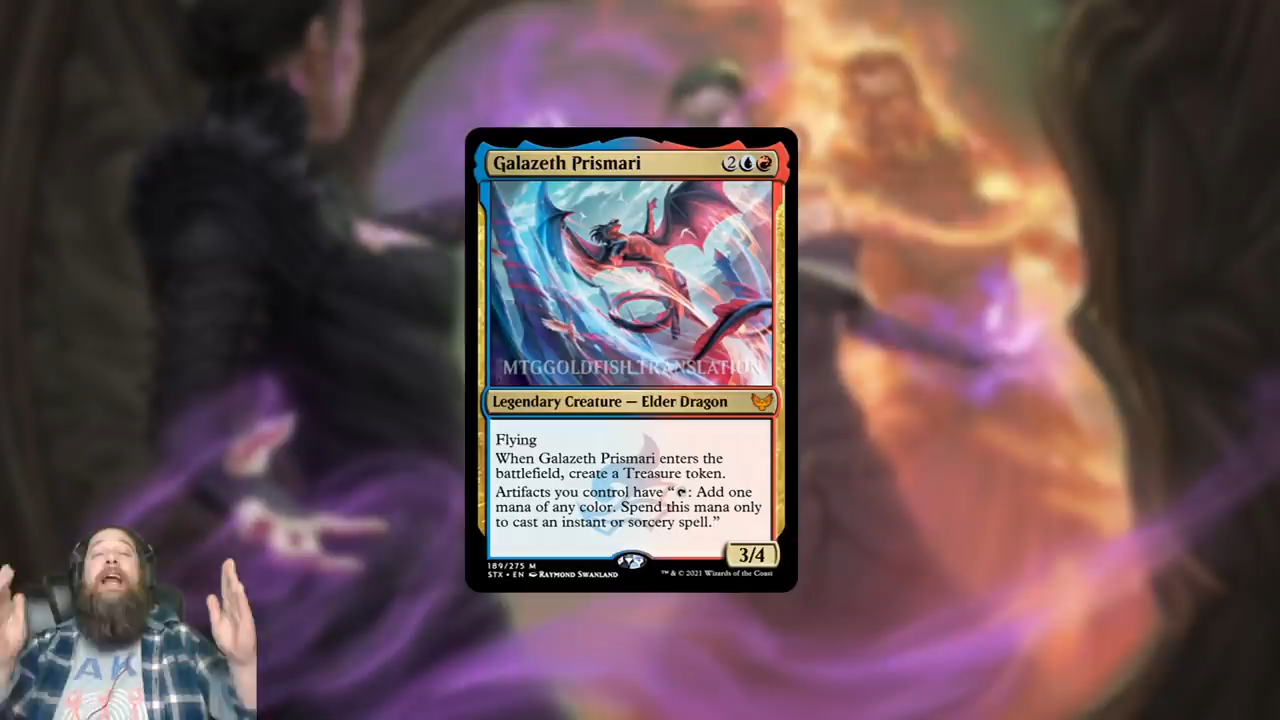 Galazeth Prismari 2
MTGGOLDFISH TRANSLATION
Legendary Creature — Elder Dragon
Flying
When Galazeth Prismari enters the
battlefield, create a Treasure token.
Artifacts you control have “: Add one
mana of any color. Spend this mana only
to cast an instant or sorcery spell.”
3/4
189/275 M
STX • EN Raymond Swanland
™ & © 2021 Wizards of the Coast
AK